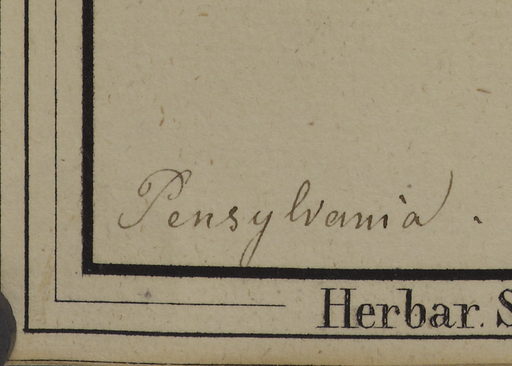 Pensylvania.
Herbar. S